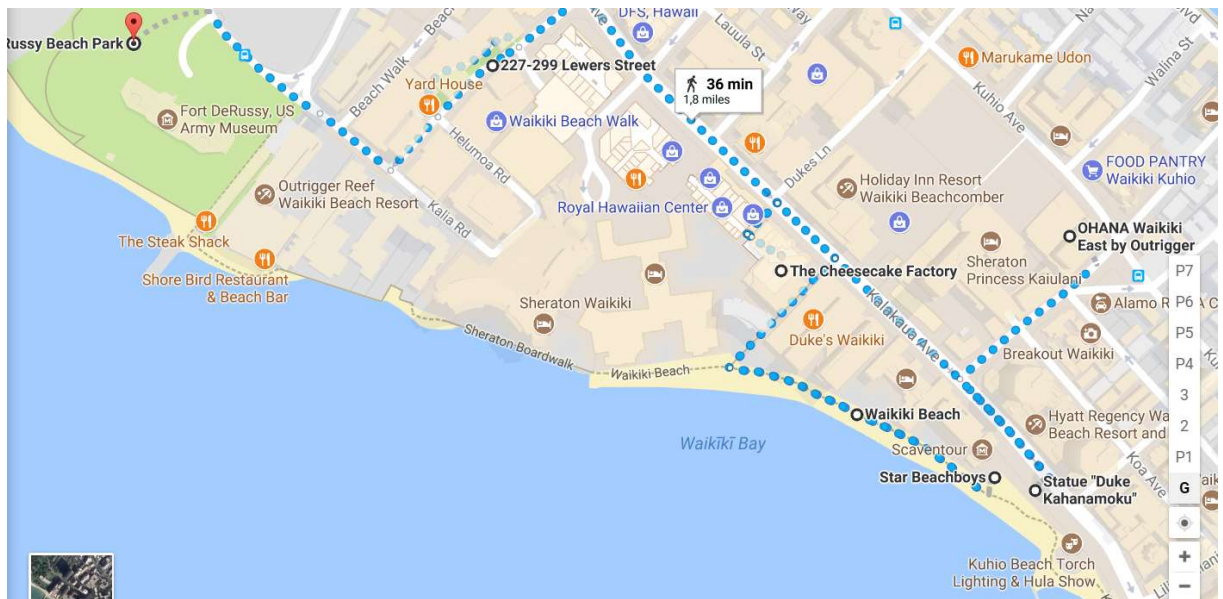 DFS, Hawaii
Lauula St
Russy Beach Park
227-299 Lewers Street
Marukame Udon
Walina St
36 min
1,8 miles
Yard House
Beach Walk
Kuhio Ave
Fort DeRussy, US
Army Museum
Waikiki Beach Walk
Helumoa Rd
Dukes Ln
FOOD PANTRY
Waikiki Kuhio
Outrigger Reef
Waikiki Beach Resort
Holiday Inn Resort
Waikiki Beachcomber
Kalia Rd
Royal Hawaiian Center
OHANA Waikiki
East by Outrigger
The Steak Shack
Sheraton
Princess Kaiulani
The Cheesecake Factory
P7
Shore Bird Restaurant
& Beach Bar
Sheraton Waikiki
Kalakaua Ave
P6
Alamo R
Duke's Waikiki
P5
Sheraton Boardwalk
Breakout Waikiki
Waikiki Beach
P4
3
Waikiki Beach
Hyatt Regency Wa
Beach Resort and
2
Waikīkī Bay
Scaventour
P1
Koa Ave
Star Beachboys
Statue "Duke
Kahanamoku"
G
Kuhio Beach Torch
Lighting & Hula Show
+
−